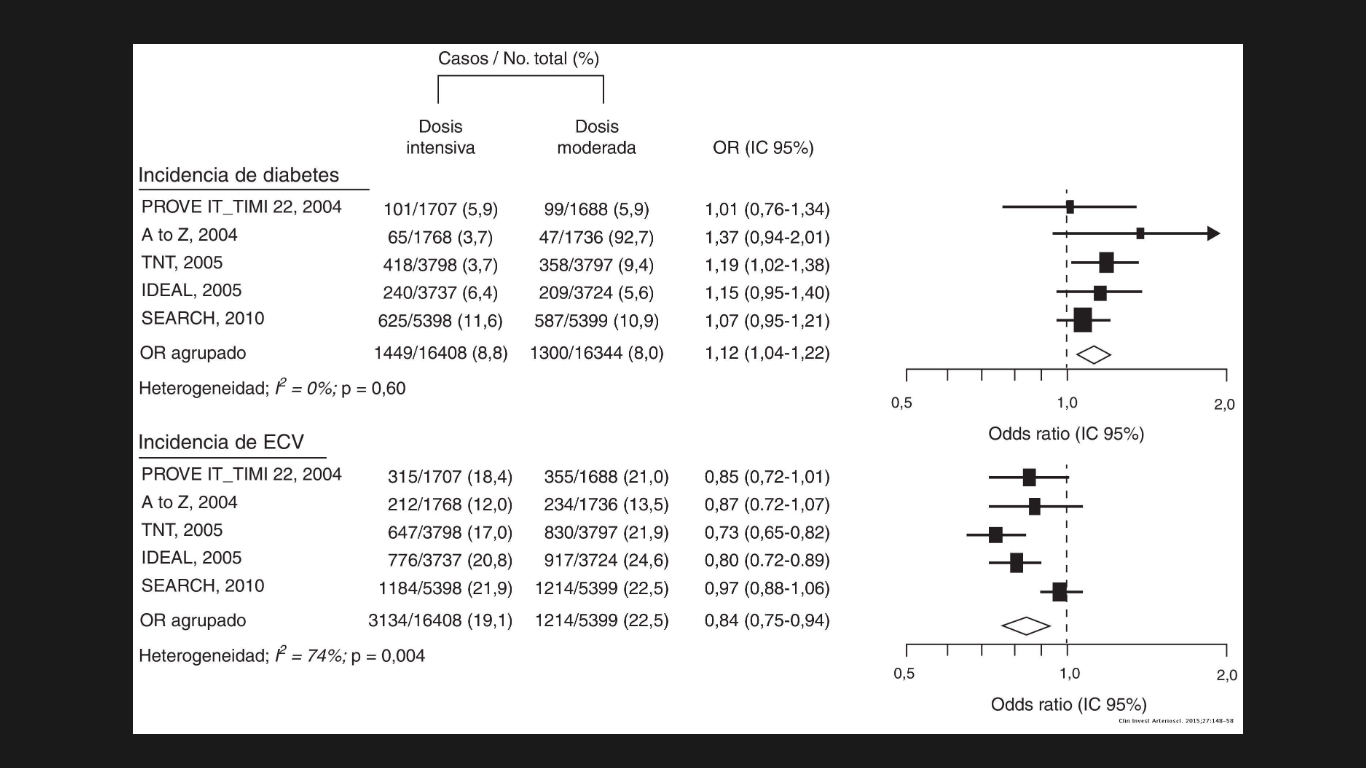 Casos / No. total (%)
Dosis intensiva
Dosis moderada
OR (IC 95%)
Incidencia de diabetes
PROVE IT_TIMI 22, 2004 101/1707 (5,9) 99/1688 (5,9) 1,01 (0,76-1,34)
A to Z, 2004 65/1768 (3,7) 47/1736 (92,7) 1,37 (0,94-2,01)
TNT, 2005 418/3798 (3,7) 358/3797 (9,4) 1,19 (1,02-1,38)
IDEAL, 2005 240/3737 (6,4) 209/3724 (5,6) 1,15 (0,95-1,40)
SEARCH, 2010 625/5398 (11,6) 587/5399 (10,9) 1,07 (0,95-1,21)
OR agrupado 1449/16408 (8,8) 1300/16344 (8,0) 1,12 (1,04-1,22)
Heterogeneidad; I² = 0%; p = 0,60
0,5 1,0 2,0
Odds ratio (IC 95%)
Incidencia de ECV
PROVE IT_TIMI 22, 2004 315/1707 (18,4) 355/1688 (21,0) 0,85 (0,72-1,01)
A to Z, 2004 212/1768 (12,0) 234/1736 (13,5) 0,87 (0.72-1,07)
TNT, 2005 647/3798 (17,0) 830/3797 (21,9) 0,73 (0,65-0,82)
IDEAL, 2005 776/3737 (20,8) 917/3724 (24,6) 0,80 (0,72-0.89)
SEARCH, 2010 1184/5398 (21,9) 1214/5399 (22,5) 0,97 (0,88-1,06)
OR agrupado 3134/16408 (19,1) 1214/5399 (22,5) 0,84 (0,75-0,94)
Heterogeneidad; I² = 74%; p = 0,004
0,5 1,0 2,0
Odds ratio (IC 95%)
Clin Invest Arterioscl. 2015;27:148-58